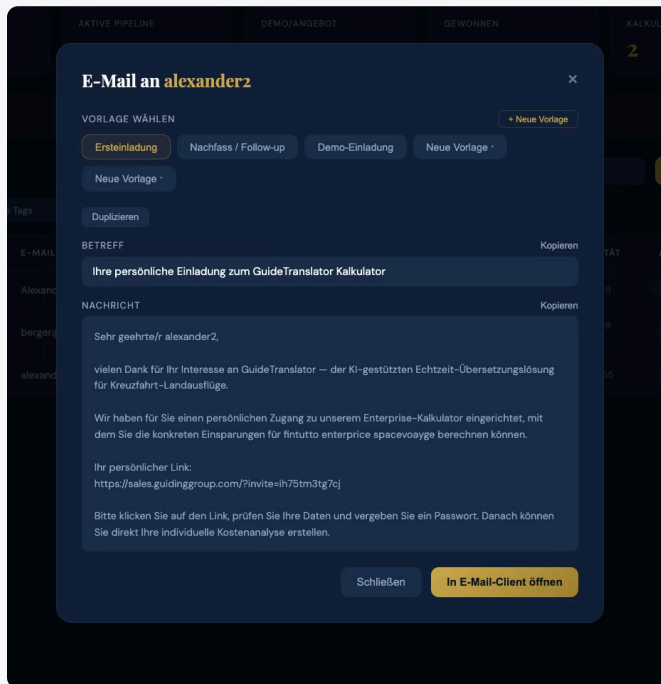 AKTIVE PIPELINE DEMO/ANGEBOT GEWONNEN
2
E-Mail an alexander2 ×
VORLAGE WÄHLEN + Neue Vorlage
Ersteinladung Nachfass / Follow-up Demo-Einladung Neue Vorlage
Neue Vorlage
Tags
Duplizieren
E-MAIL BETREFF Kopieren
Ihre persönliche Einladung zum GuideTranslator Kalkulator
NACHRICHT Kopieren
Sehr geehrte/r alexander2,
vielen Dank für Ihr Interesse an GuideTranslator — der KI-gestützten Echtzeit-Übersetzungslösung
für Kreuzfahrt-Landausflüge.
Wir haben für Sie einen persönlichen Zugang zu unserem Enterprise-Kalkulator eingerichtet, mit
dem Sie die konkreten Einsparungen für fintutto enterprice spacevoayge berechnen können.
Ihr persönlicher Link:
https://sales.guidinggroup.com/?invite=ih75tm3tg7cj
Bitte klicken Sie auf den Link, prüfen Sie Ihre Daten und vergeben Sie ein Passwort. Danach können
Sie direkt Ihre individuelle Kostenanalyse erstellen.
Schließen In E-Mail-Client öffnen